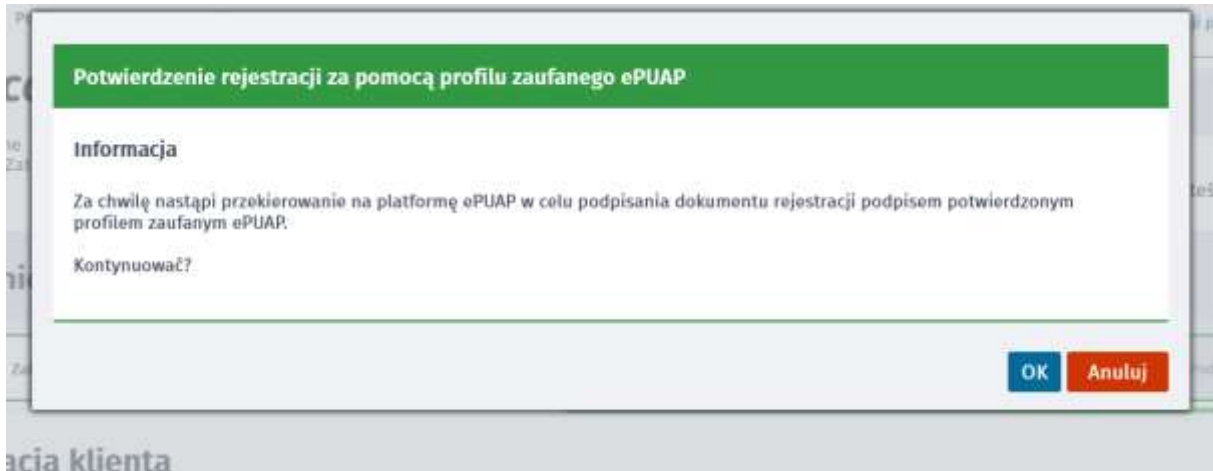 Potwierdzenie rejestracji za pomocą profilu zaufanego ePUAP
Informacja
Za chwilę nastąpi przekierowanie na platformę ePUAP w celu podpisania dokumentu rejestracji podpisem potwierdzonym
profilem zaufanym ePUAP.
Kontynuować?
OK Anuluj
klienta